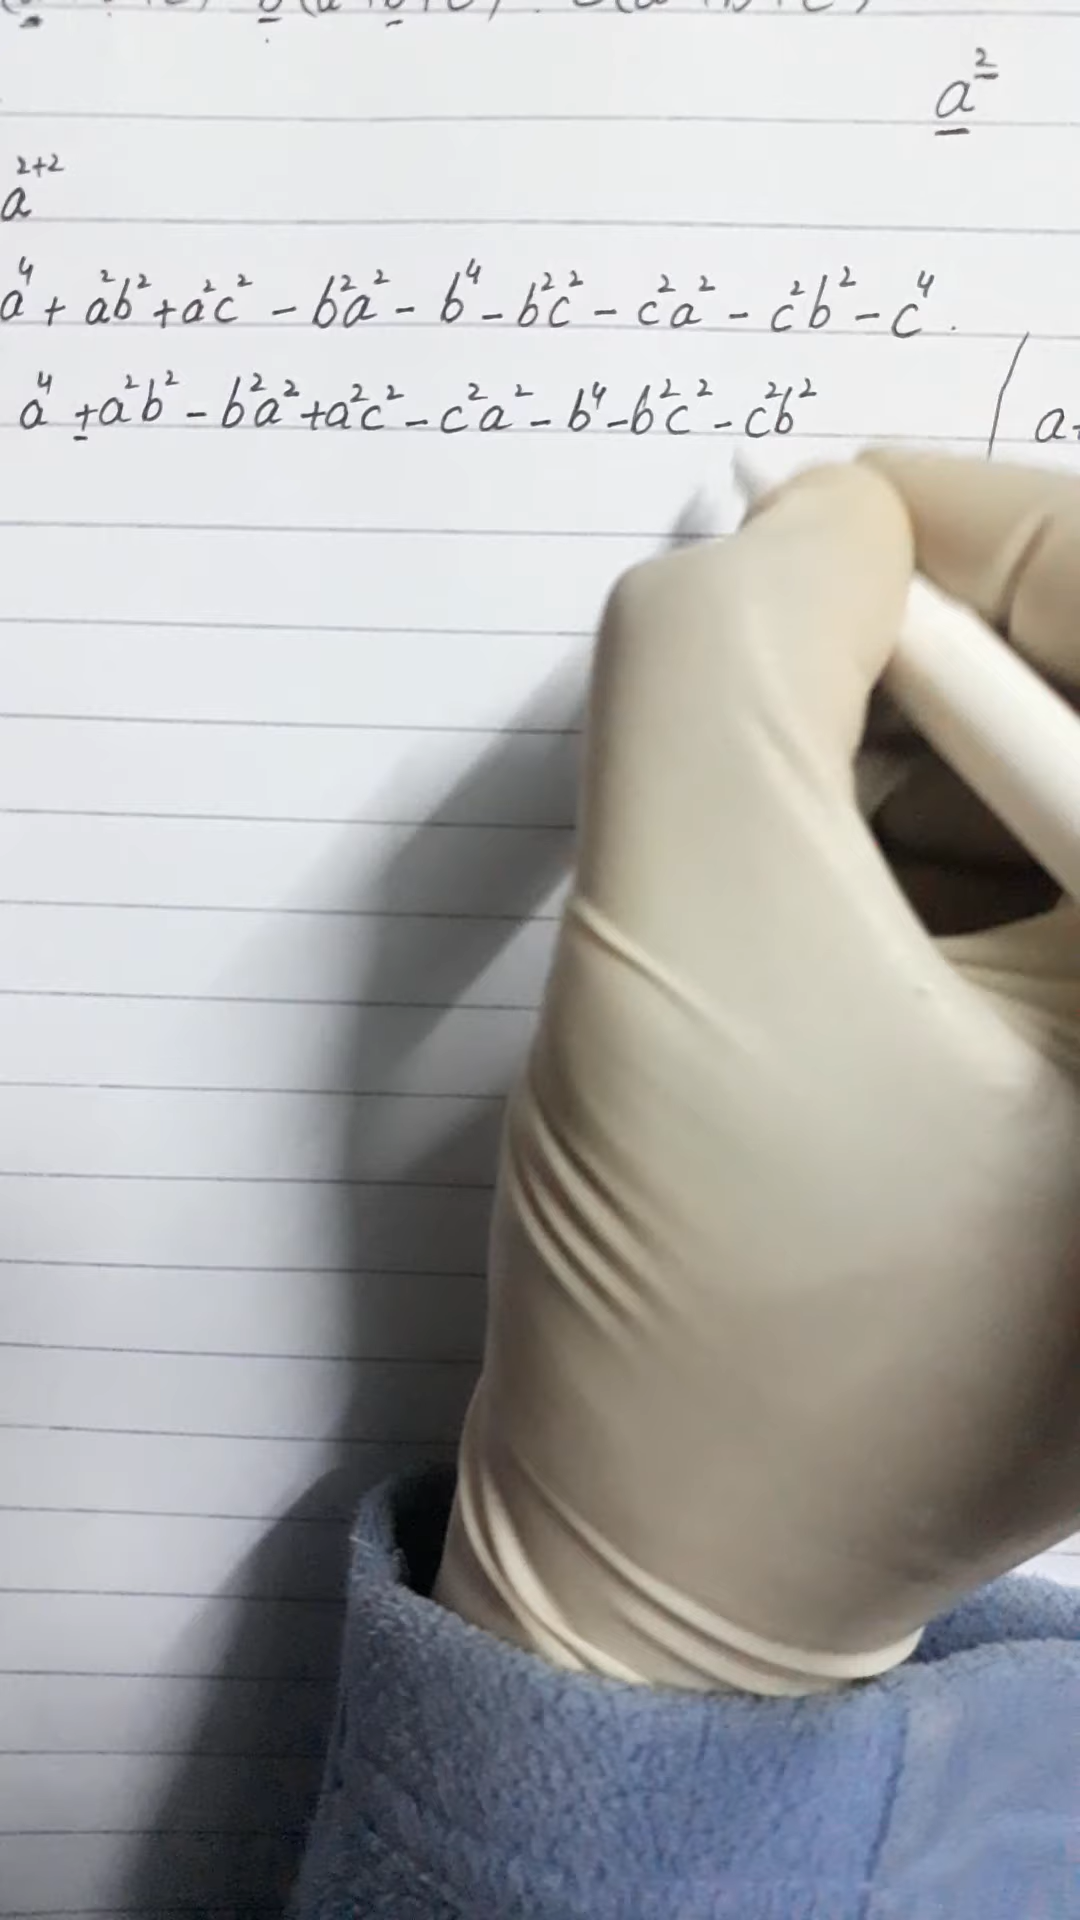 a²
a²⁺²
a⁴ + a²b² + a²c² - b²a² - b⁴ - b²c² - c²a² - c²b² - c⁴.
a⁴ + a²b² - b²a² + a²c² - c²a² - b⁴ - b²c² - c²b²
a+